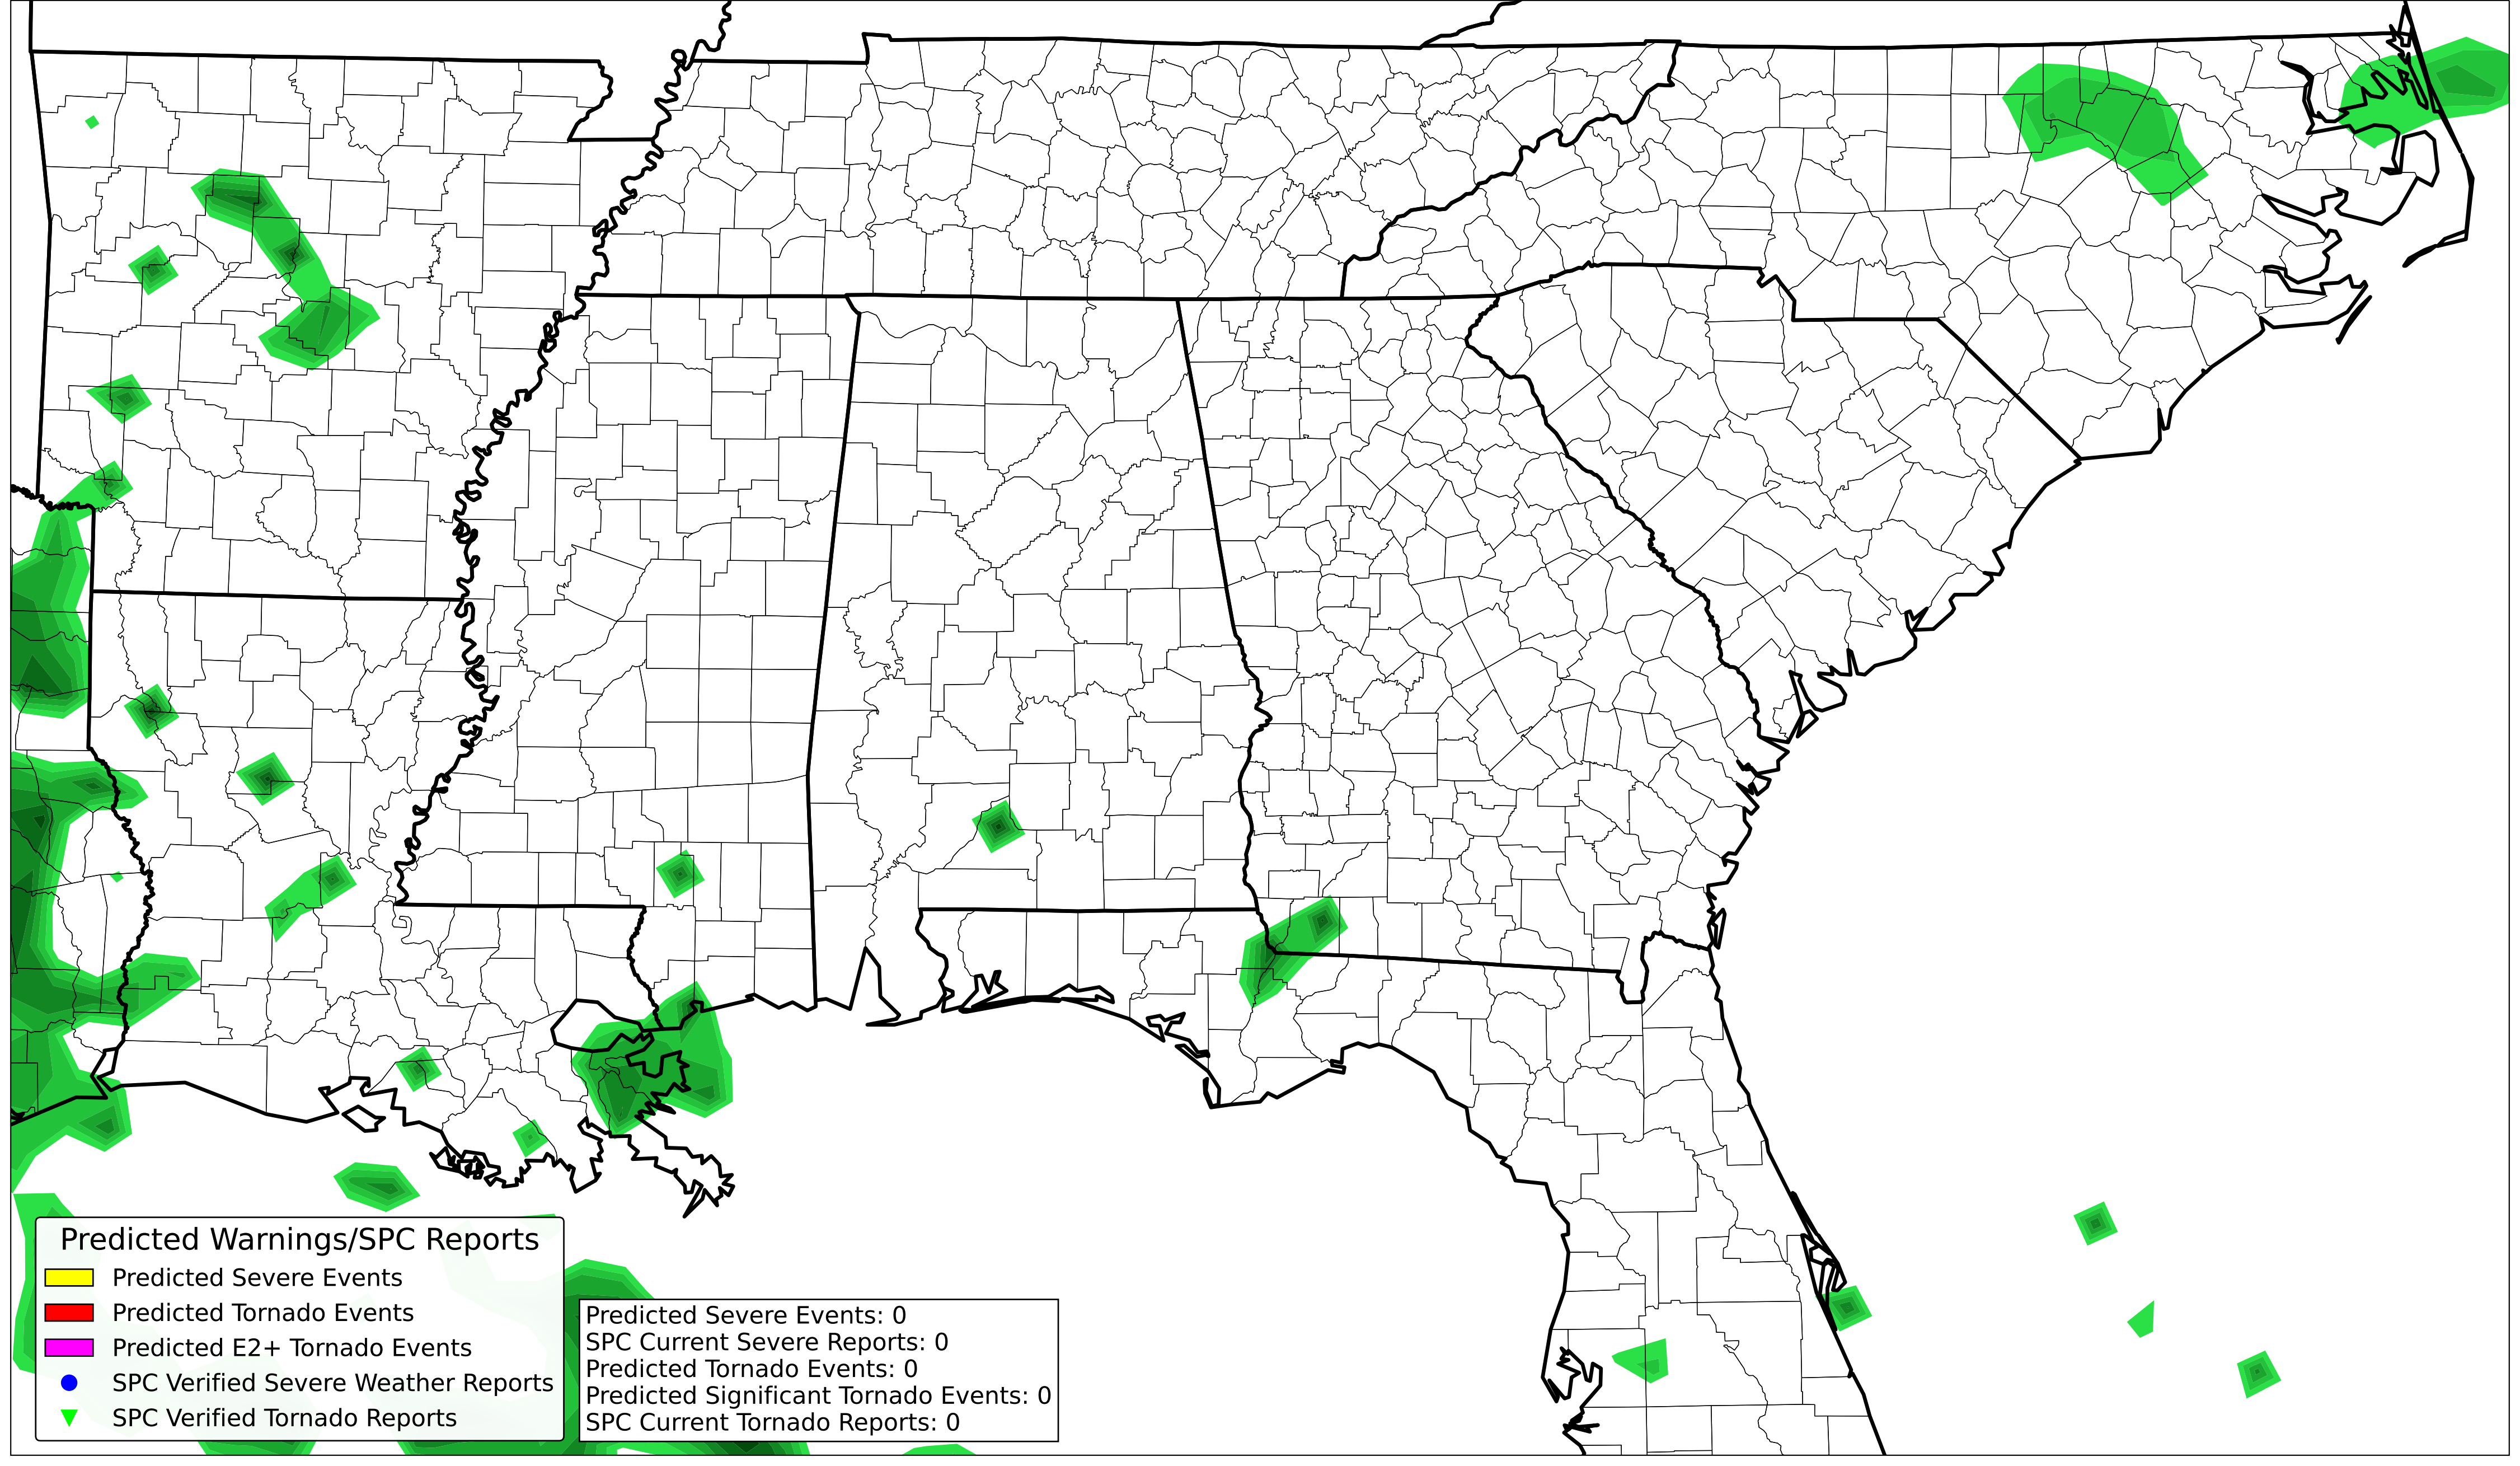 Predicted Warnings/SPC Reports
Predicted Severe Events
Predicted Tornado Events
Predicted E2+ Tornado Events
SPC Verified Severe Weather Reports
SPC Verified Tornado Reports
Predicted Severe Events: 0
SPC Current Severe Reports: 0
Predicted Tornado Events: 0
Predicted Significant Tornado Events: 0
SPC Current Tornado Reports: 0